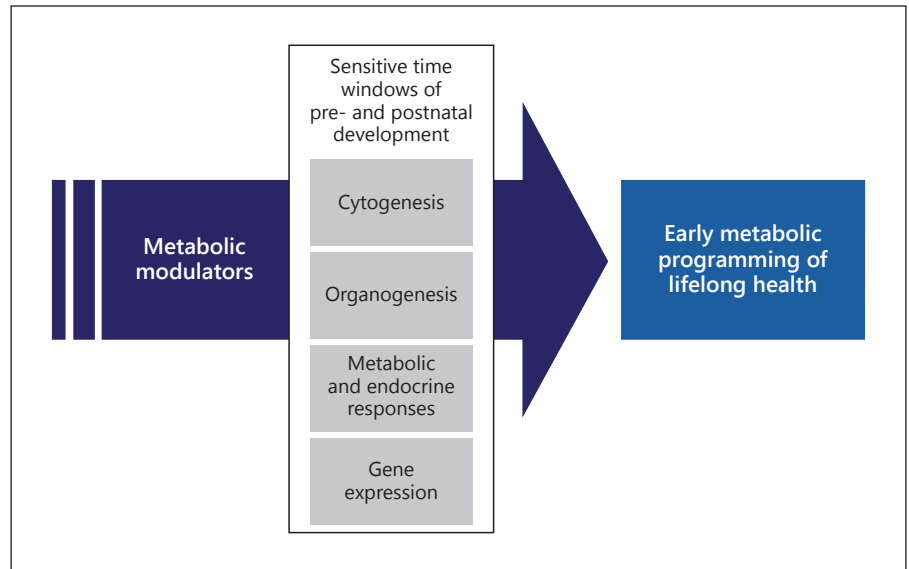 Sensitive time
windows of
pre- and postnatal
development
Metabolic
modulators
Cytogenesis
Organogenesis
Metabolic
and endocrine
responses
Gene
expression
Early metabolic
programming of
lifelong health